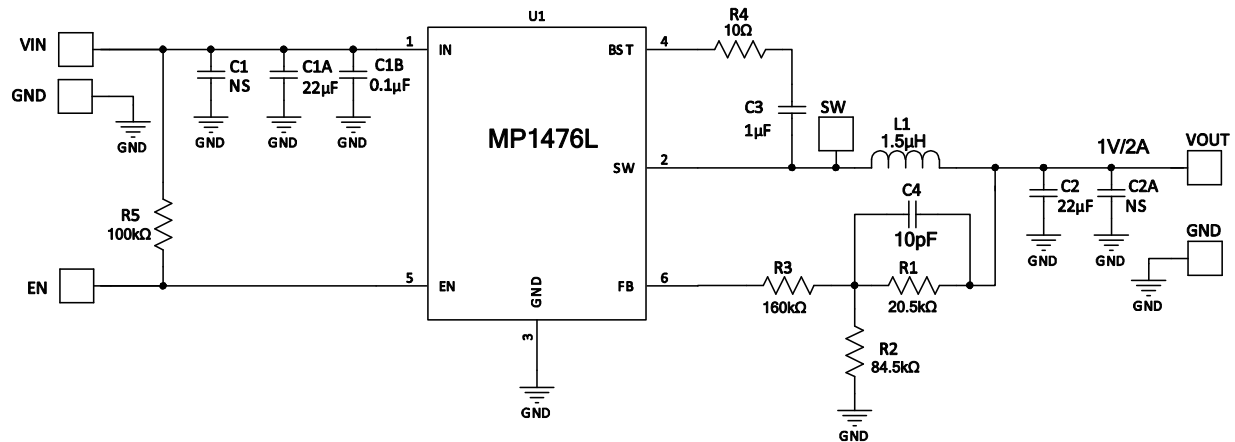 U1
VIN
GND
GND
C1
NS
GND
C1A
22µF
GND
C1B
0.1µF
GND
1
IN
BST
4
R4
10Ω
C3
1µF
SW
MP1476L
SW
2
L1
1.5µH
1V/2A
VOUT
C2
22µF
GND
C2A
NS
GND
GND
GND
C4
10pF
R5
100kΩ
EN
5
EN
GND
3
GND
FB
6
R3
160kΩ
R1
20.5kΩ
R2
84.5kΩ
GND